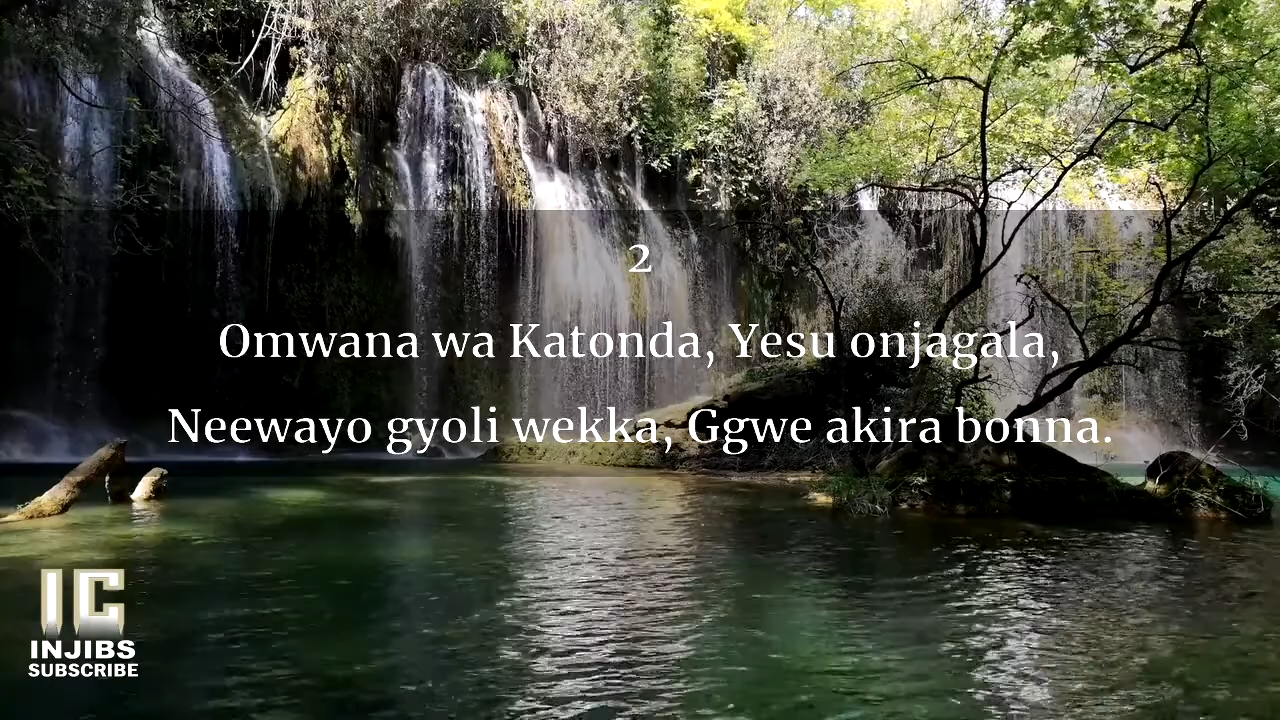 2
Omwana wa Katonda, Yesu onjagala,
Neewayo gyoli wekka, Ggwe akira bonna.
IC
INJIBS
SUBSCRIBE